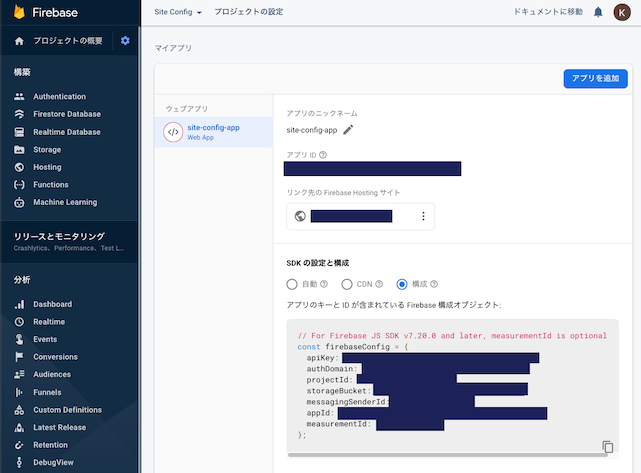 Firebase
Site Config
プロジェクトの設定
ドキュメントに移動
K
プロジェクトの概要
構築
Authentication
Firestore Database
Realtime Database
Storage
Hosting
Functions
Machine Learning
リリースとモニタリング
Crashlytics、Performance、Test L...
分析
Dashboard
Realtime
Events
Conversions
Audiences
Funnels
Custom Definitions
Latest Release
Retention
DebugView
マイアプリ
アプリを追加
ウェブアプリ
site-config-app
Web App
アプリのニックネーム
site-config-app
アプリ ID
リンク先の Firebase Hosting サイト
SDK の設定と構成
自動
CDN
構成
アプリのキーと ID が含まれている Firebase 構成オブジェクト:
// For Firebase JS SDK v7.20.0 and later, measurementId is optional
const firebaseConfig = {
apiKey:
authDomain:
projectId:
storageBucket:
messagingSenderId:
appId:
measurementId:
};